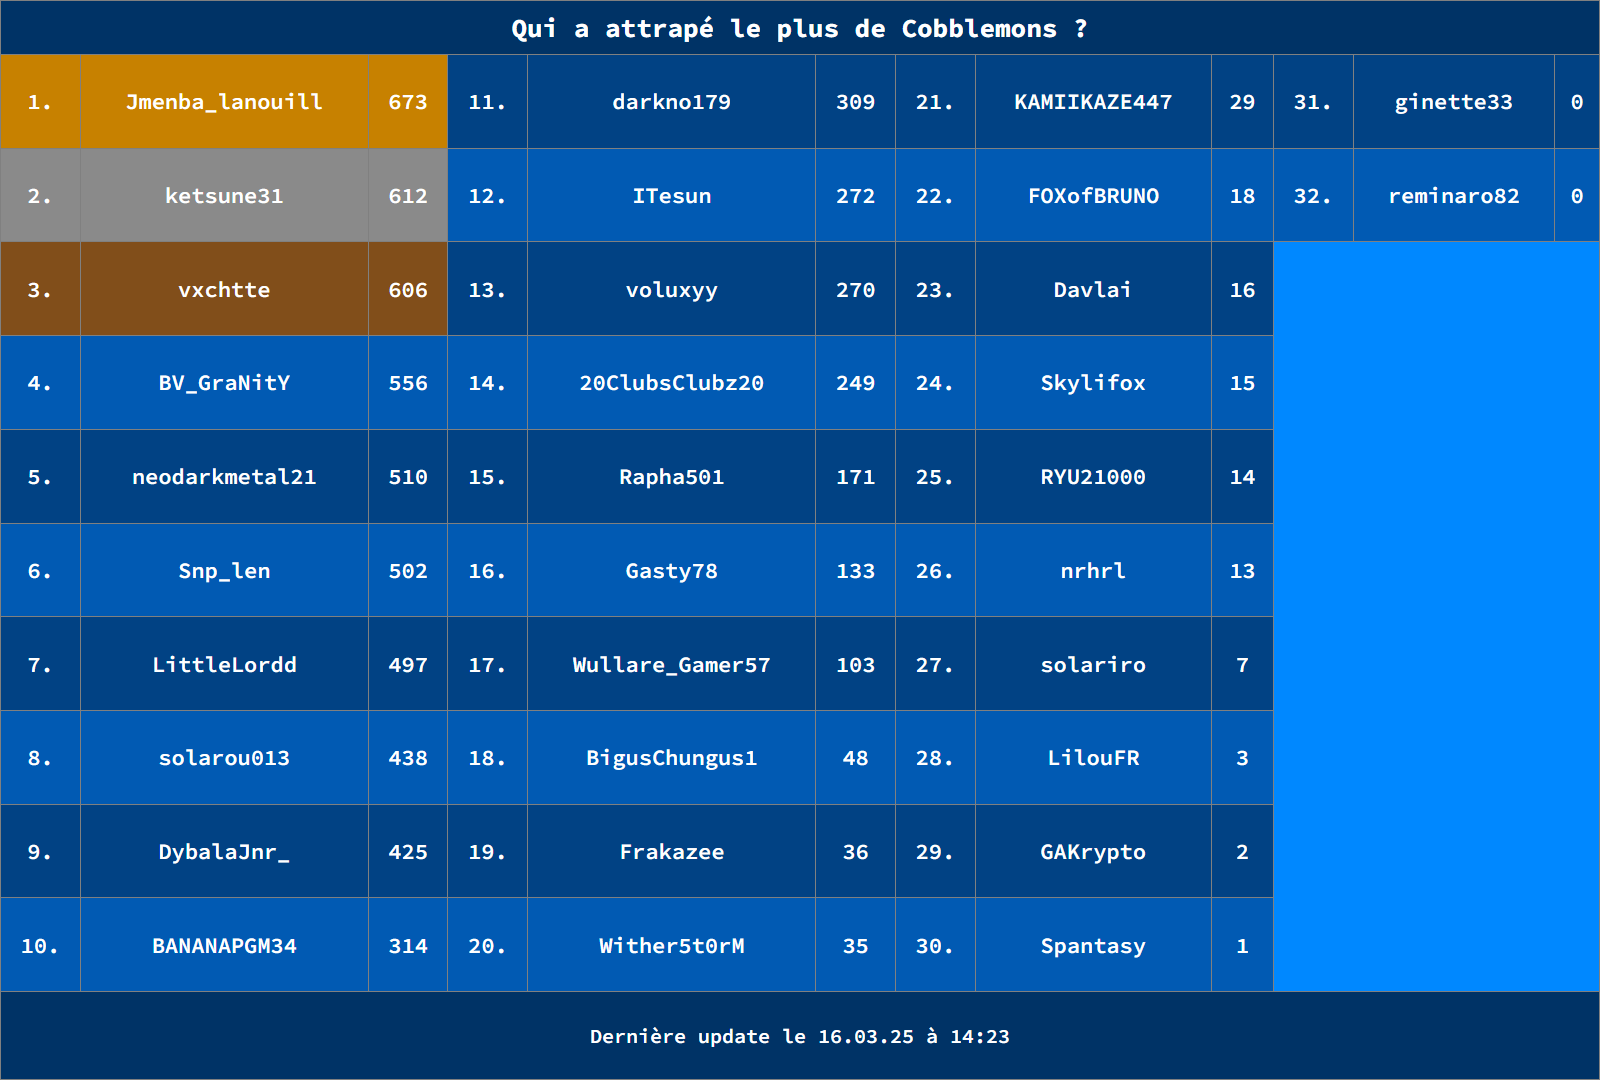 Qui a attrapé le plus de Cobblemons ?
1. Jmenba_lanouill 673 11. darkno179 309 21. KAMIIKAZE447 29 31. ginette33 0
2. ketsune31 612 12. ITesun 272 22. FOXofBRUNO 18 32. reminaro82 0
3. vxchtte 606 13. voluxyy 270 23. Davlai 16
4. BV_GraNitY 556 14. 20ClubsClubz20 249 24. Skylifox 15
5. neodarkmetal21 510 15. Rapha501 171 25. RYU21000 14
6. Snp_len 502 16. Gasty78 133 26. nrhrl 13
7. LittleLordd 497 17. Wullare_Gamer57 103 27. solariro 7
8. solarou013 438 18. BigusChungus1 48 28. LilouFR 3
9. DybalaJnr_ 425 19. Frakazee 36 29. GAKrypto 2
10. BANANAPGM34 314 20. Wither5t0rM 35 30. Spantasy 1
Dernière update le 16.03.25 à 14:23